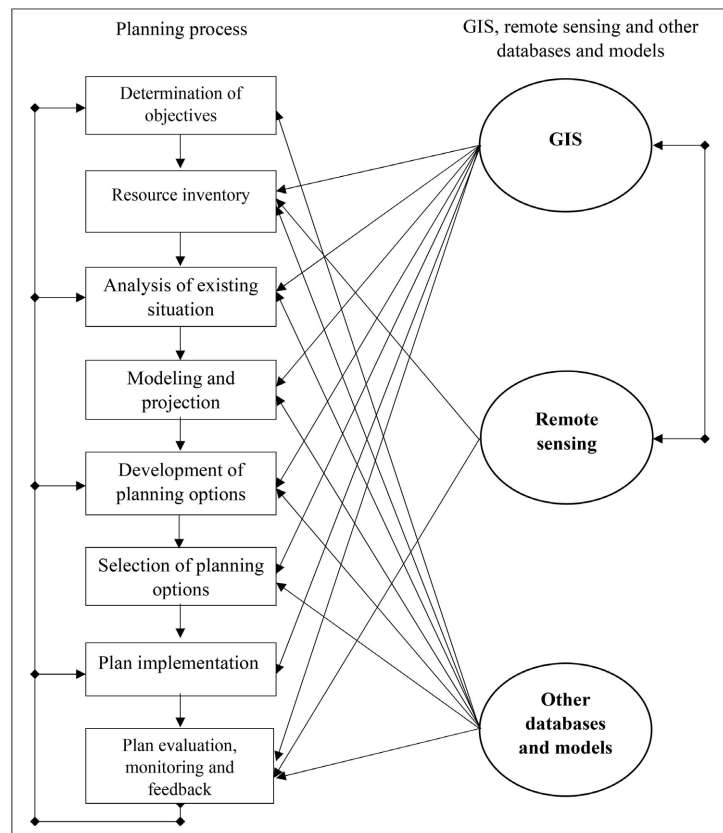 Planning process
GIS, remote sensing and other
databases and models
Determination of
objectives
Resource inventory
Analysis of existing
situation
Modeling and
projection
Development of
planning options
Selection of planning
options
Plan implementation
Plan evaluation,
monitoring and
feedback
GIS
Remote
sensing
Other
databases
and models